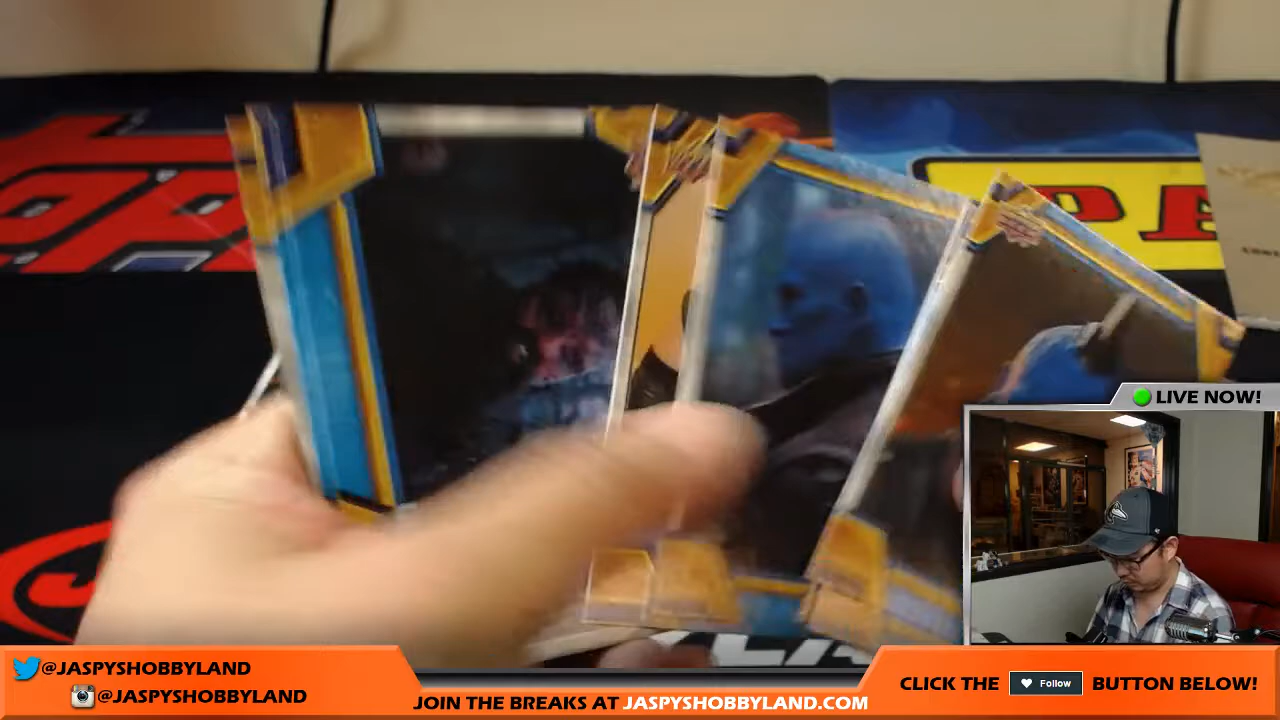 LIVE NOW!
@JASPYSHOBBYLAND
@JASPYSHOBBYLAND
JOIN THE BREAKS AT JASPYSHOBBYLAND.COM
CLICK THE Follow BUTTON BELOW!